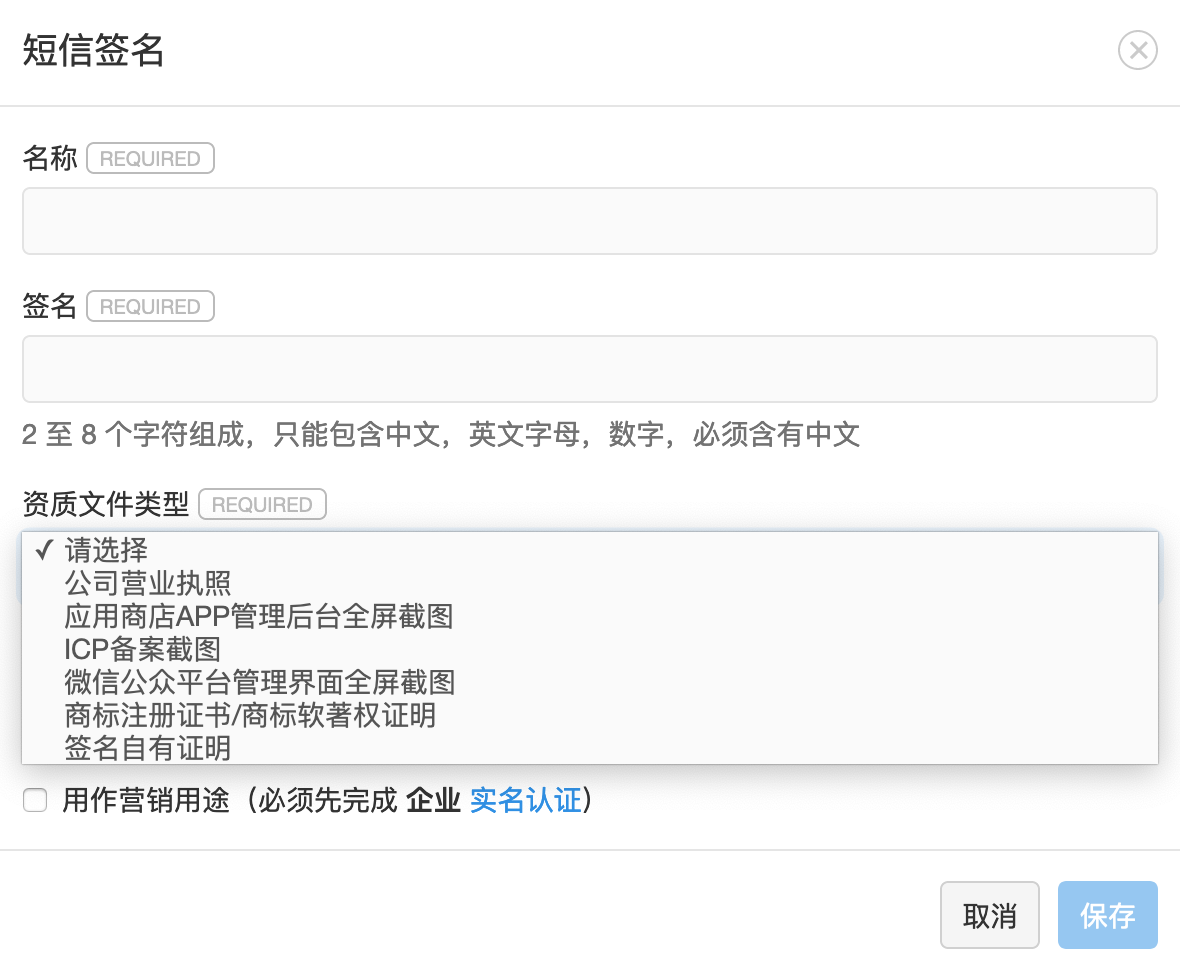 短信签名
名称 REQUIRED
签名 REQUIRED
2 至 8 个字符组成，只能包含中文，英文字母，数字，必须含有中文
资质文件类型 REQUIRED
✓ 请选择
公司营业执照
应用商店APP管理后台全屏截图
ICP备案截图
微信公众平台管理界面全屏截图
商标注册证书/商标软著权证明
签名自有证明
用作营销用途（必须先完成 企业 实名认证）
取消 保存